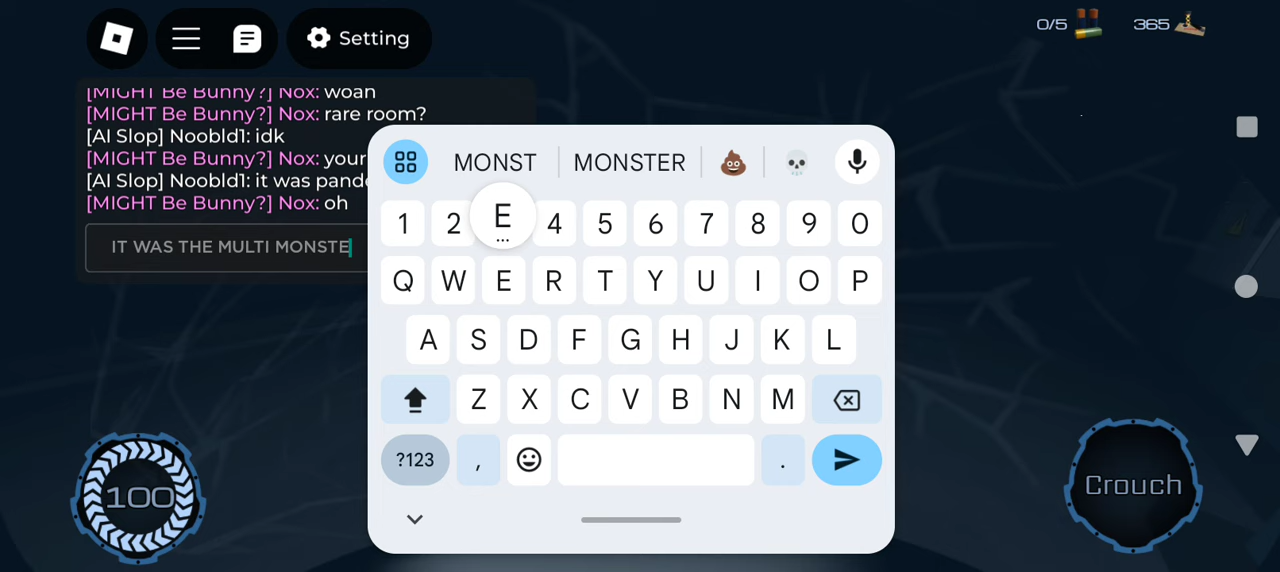 Setting
0/5
365
[MIGHT Be Bunny?] Nox: woah
[MIGHT Be Bunny?] Nox: rare room?
[AI Slop] Noobld1: idk
[MIGHT Be Bunny?] Nox: your
[AI Slop] Noobld1: it was pande
[MIGHT Be Bunny?] Nox: oh
IT WAS THE MULTI MONSTE
MONST MONSTER
E
1 2 4 5 6 7 8 9 0
Q W E R T Y U I O P
A S D F G H J K L
Z X C V B N M
?123 , .
100
Crouch